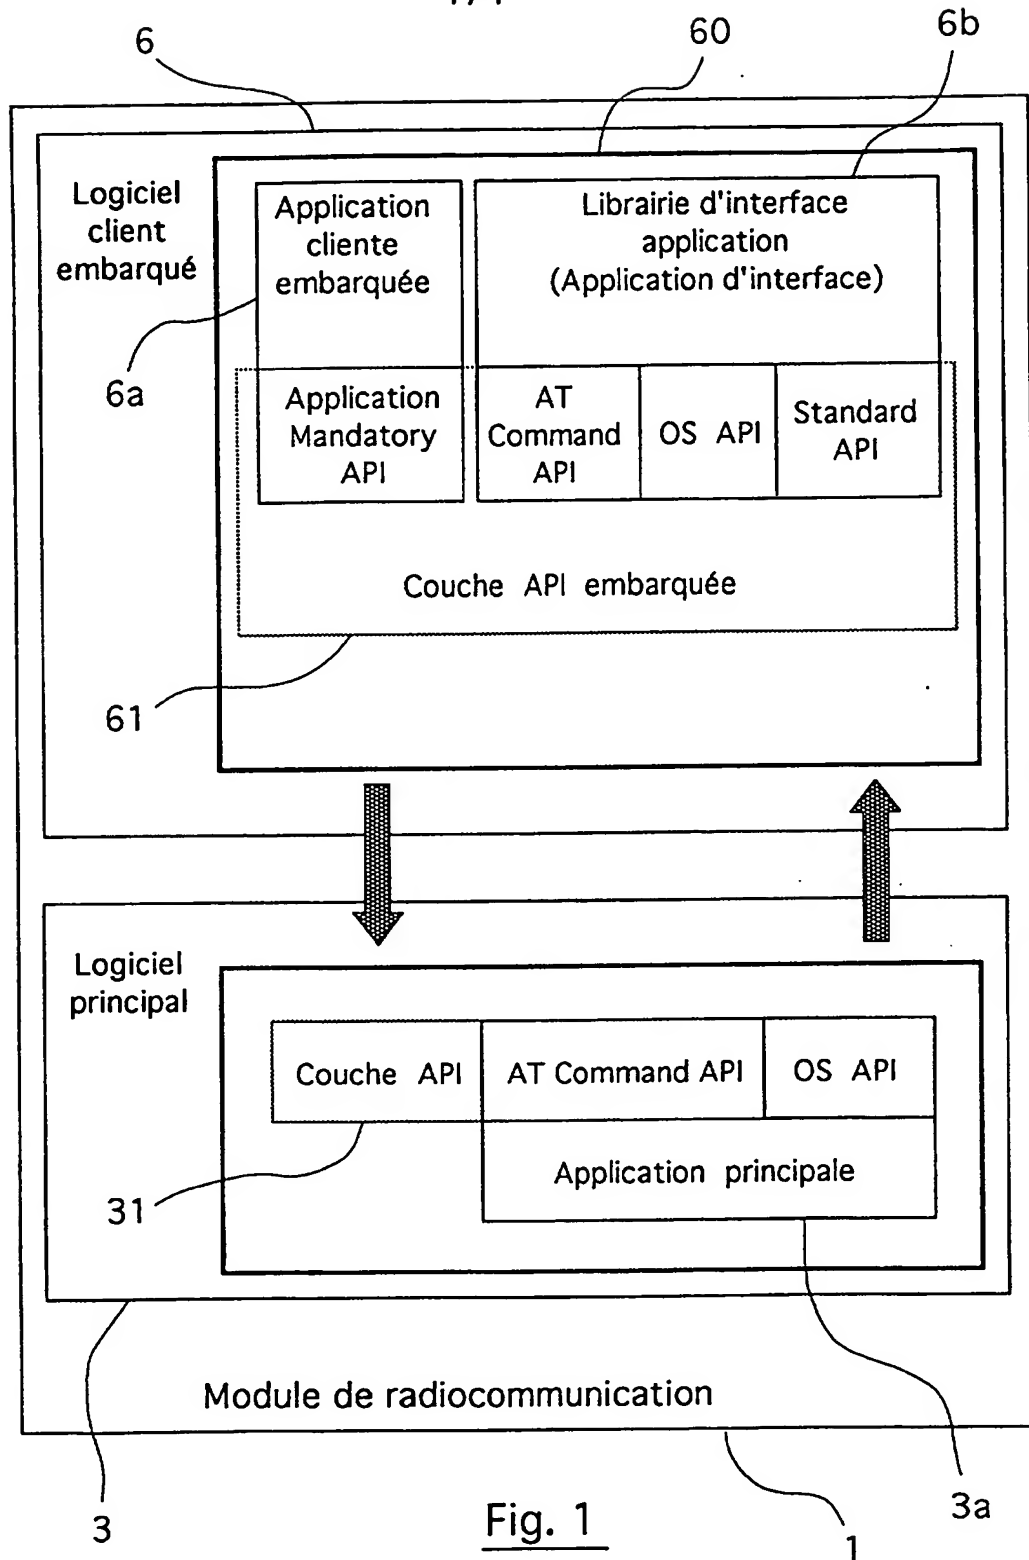 6
60
6b
Logiciel
client
embarqué
Application
cliente
embarquée
Librairie d'interface
application
(Application d'interface)
6a
Application
Mandatory
API
AT
Command
API
OS API
Standard
API
Couche API embarquée
61
Logiciel
principal
Couche API
AT Command API
OS API
Application principale
31
Module de radiocommunication
3
Fig. 1
1
3a